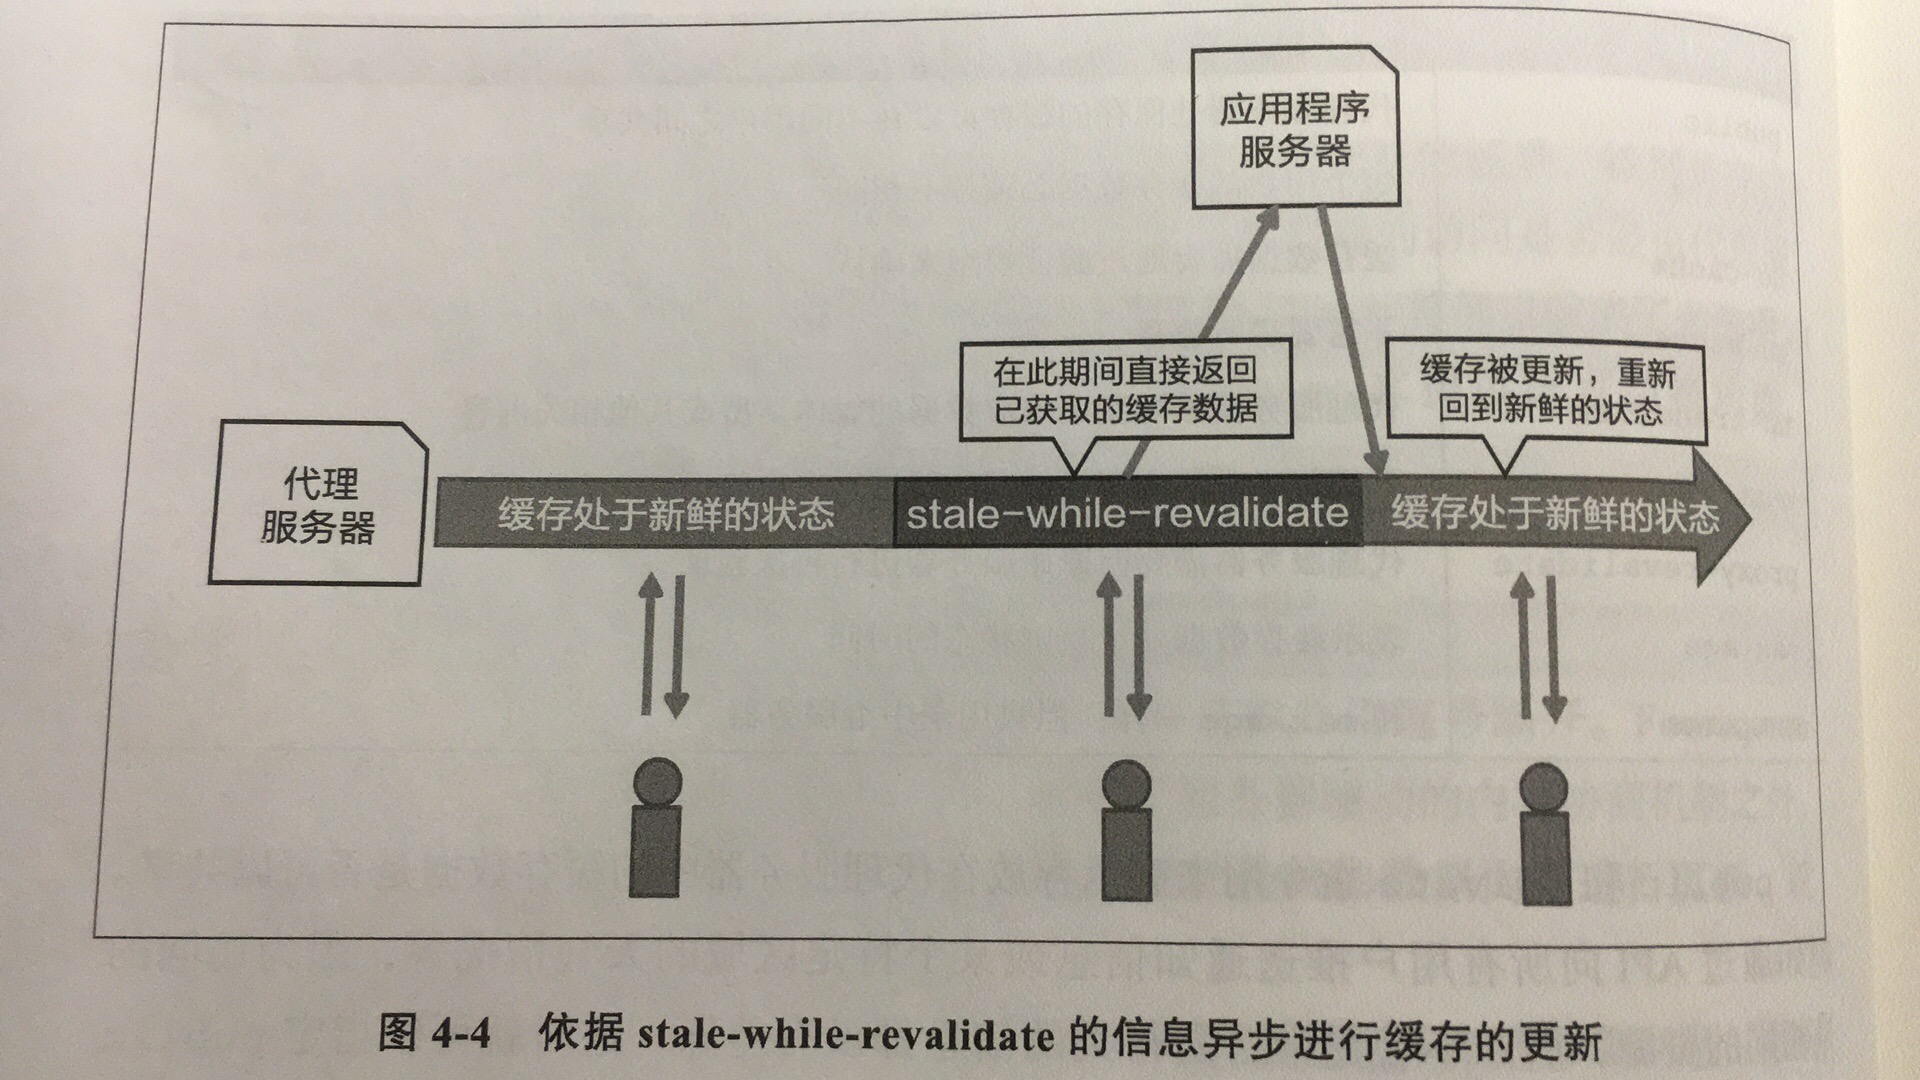 应用程序
服务器
在此期间直接返回
已获取的缓存数据
缓存被更新，重新
回到新鲜的状态
代理
服务器
缓存处于新鲜的状态
stale-while-revalidate
缓存处于新鲜的状态
图 4-4 依据 stale-while-revalidate 的信息异步进行缓存的更新